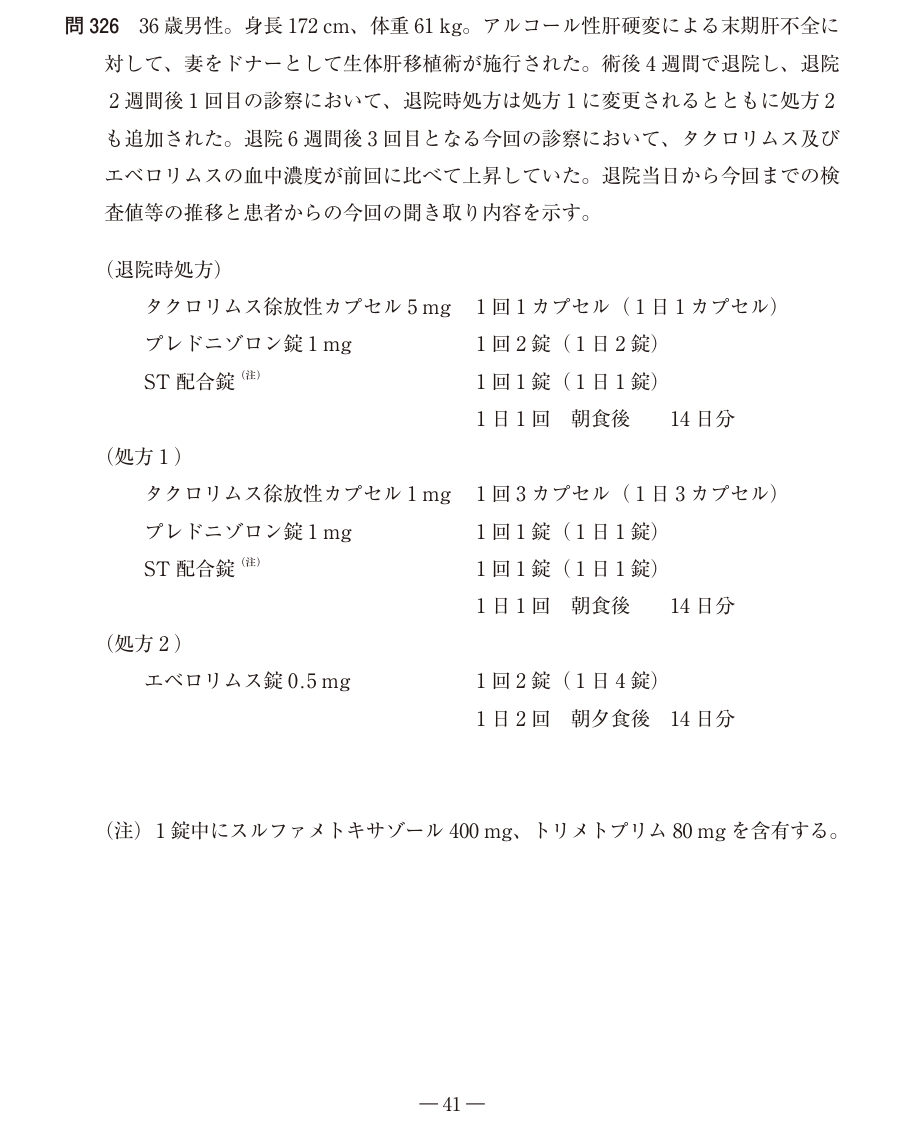 問 326 36 歳男性。身長 172 cm、体重 61 kg。アルコール性肝硬変による末期肝不全に
対して、妻をドナーとして生体肝移植術が施行された。術後4週間で退院し、退院
2週間後1回目の診察において、退院時処方は処方1に変更されるとともに処方2
も追加された。退院6週間後3回目となる今回の診察において、タクロリムス及び
エベロリムスの血中濃度が前回に比べて上昇していた。退院当日から今回までの検
査値等の推移と患者からの今回の聞き取り内容を示す。
（退院時処方）
タクロリムス徐放性カプセル5mg 1回1カプセル（1日1カプセル）
プレドニゾロン錠1mg 1回2錠（1日2錠）
ST 配合錠（注） 1回1錠（1日1錠）
1日1回 朝食後 14日分
（処方1）
タクロリムス徐放性カプセル1mg 1回3カプセル（1日3カプセル）
プレドニゾロン錠1mg 1回1錠（1日1錠）
ST 配合錠（注） 1回1錠（1日1錠）
1日1回 朝食後 14日分
（処方2）
エベロリムス錠0.5mg 1回2錠（1日4錠）
1日2回 朝夕食後 14日分
（注）1錠中にスルファメトキサゾール 400 mg、トリメトプリム 80 mg を含有する。
— 41 —